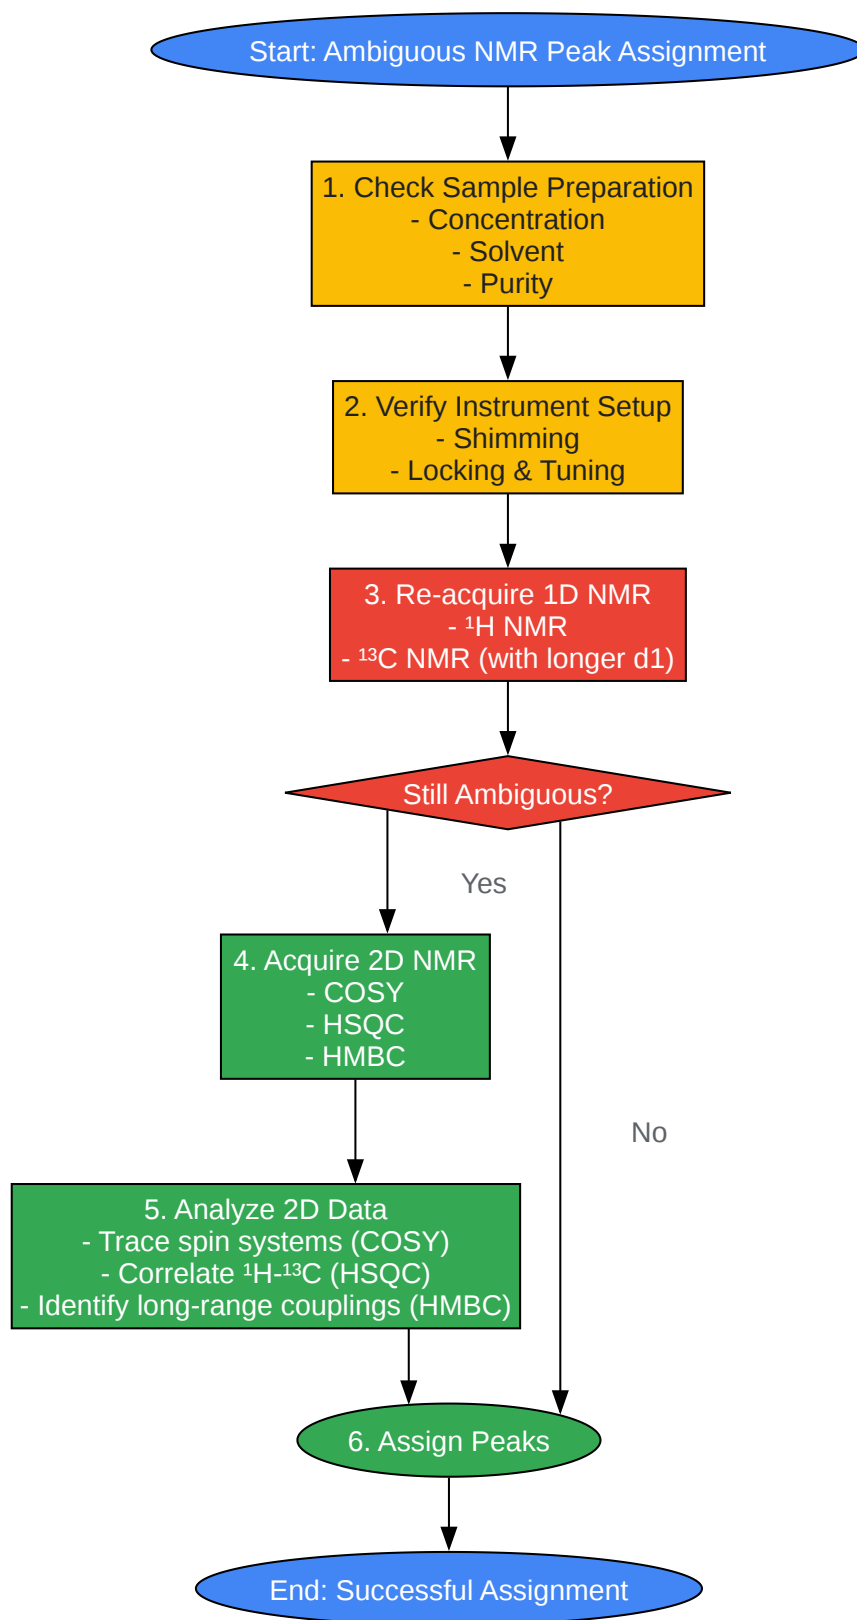 Start: Ambiguous NMR Peak Assignment
1. Check Sample Preparation
- Concentration
- Solvent
- Purity
2. Verify Instrument Setup
- Shimming
- Locking & Tuning
3. Re-acquire 1D NMR
- ¹H NMR
- ¹³C NMR (with longer d1)
Still Ambiguous?
Yes
4. Acquire 2D NMR
- COSY
- HSQC
- HMBC
No
5. Analyze 2D Data
- Trace spin systems (COSY)
- Correlate ¹H-¹³C (HSQC)
- Identify long-range couplings (HMBC)
6. Assign Peaks
End: Successful Assignment